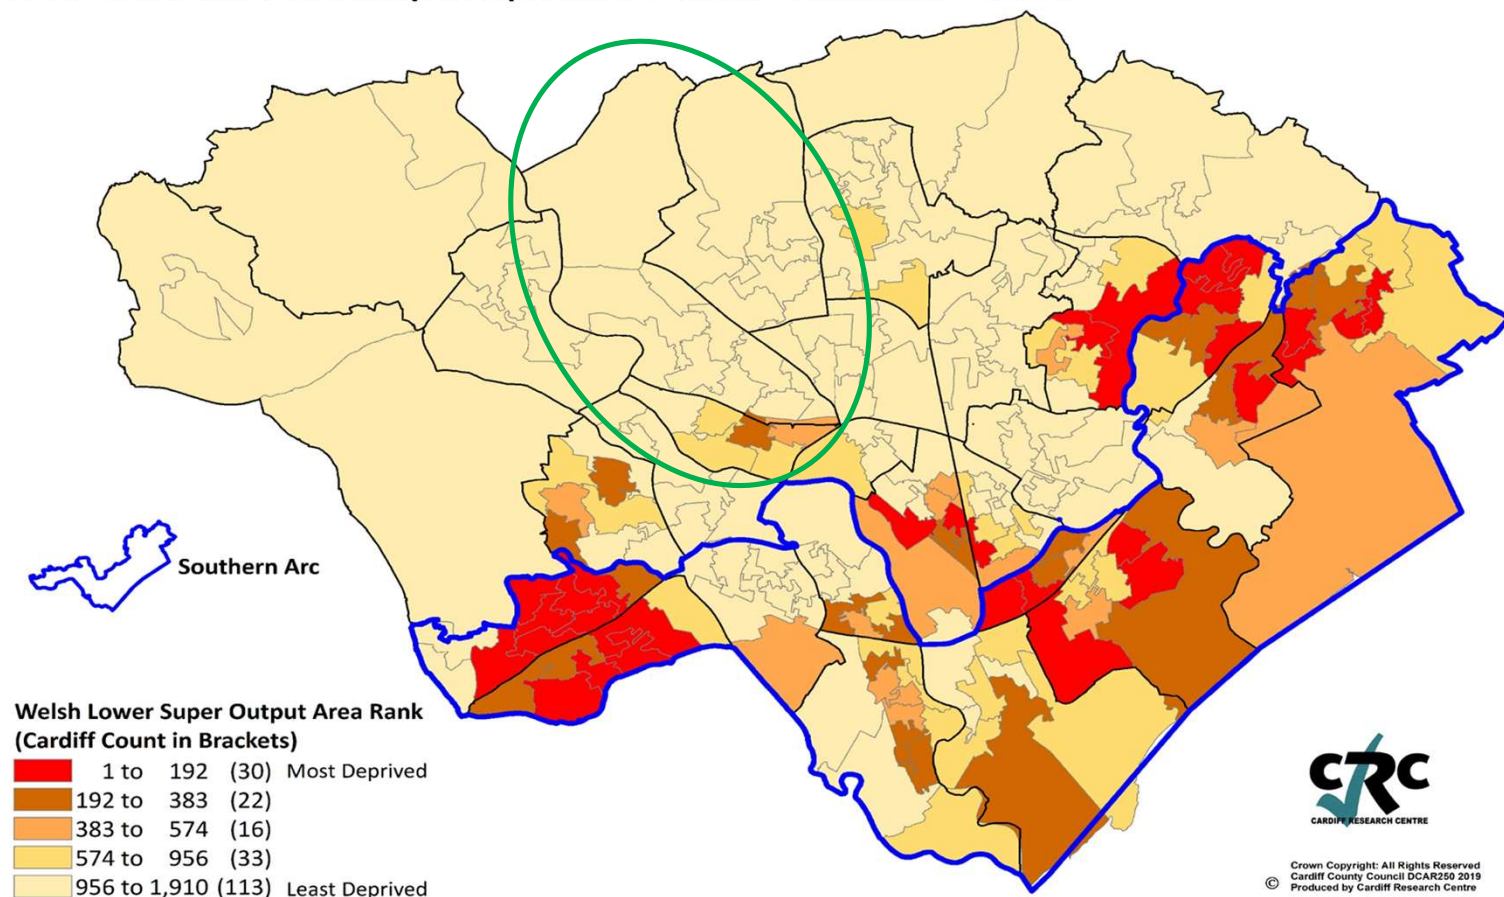 Southern Arc
Welsh Lower Super Output Area Rank
(Cardiff Count in Brackets)
1 to 192 (30) Most Deprived
192 to 383 (22)
383 to 574 (16)
574 to 956 (33)
956 to 1,910 (113) Least Deprived
CRC
CARDIFF RESEARCH CENTRE
Crown Copyright: All Rights Reserved
Cardiff County Council DCAR250 2019
© Produced by Cardiff Research Centre